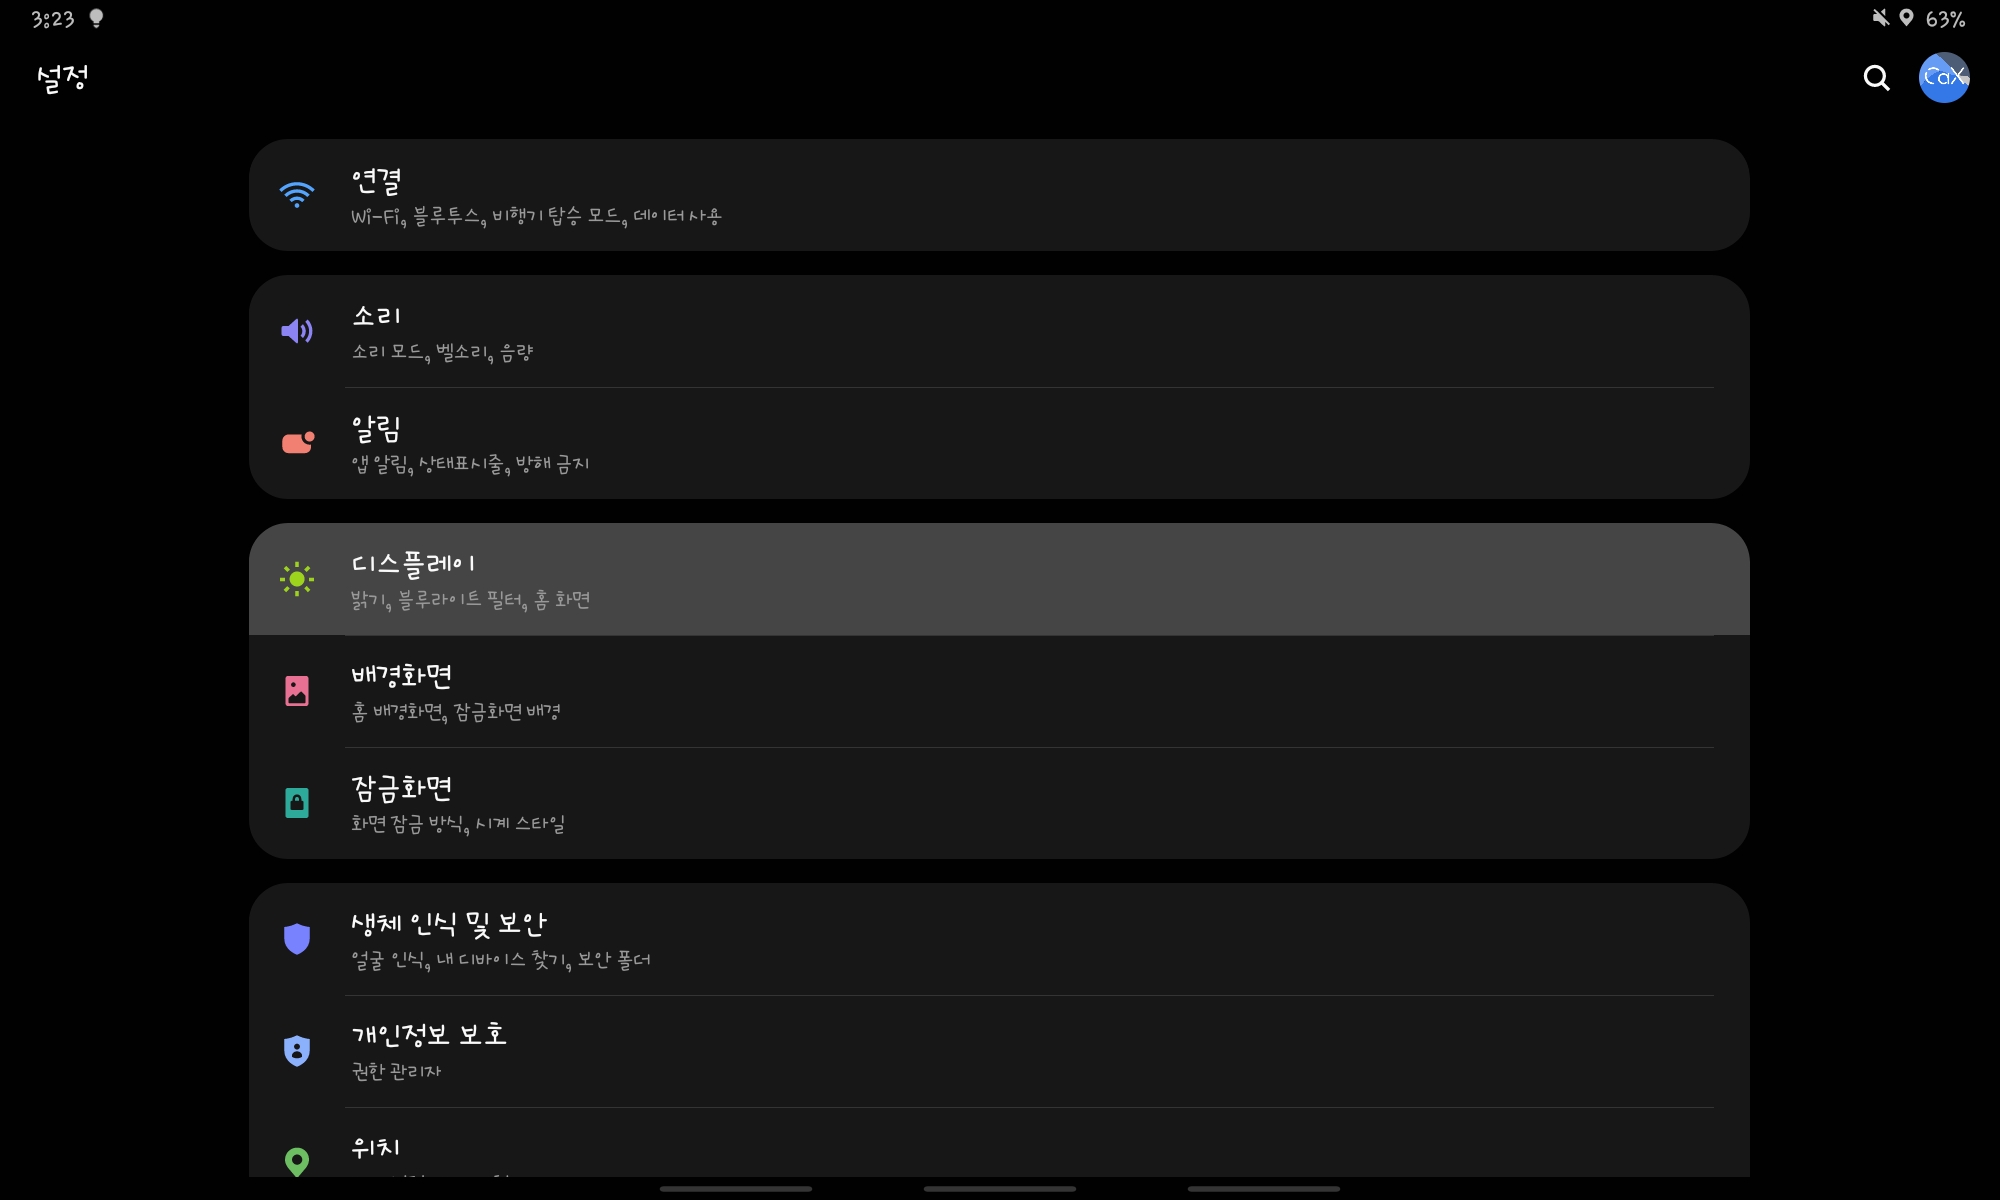 3:23
63%
설정
CaX
연결
Wi-Fi, 블루투스, 비행기 탑승 모드, 데이터 사용
소리
소리 모드, 벨소리, 음량
알림
앱 알림, 상태표시줄, 방해 금지
디스플레이
밝기, 블루라이트 필터, 홈 화면
배경화면
홈 배경화면, 잠금화면 배경
잠금화면
화면 잠금 방식, 시계 스타일
생체 인식 및 보안
얼굴 인식, 내 디바이스 찾기, 보안 폴더
개인정보 보호
권한 관리자
위치